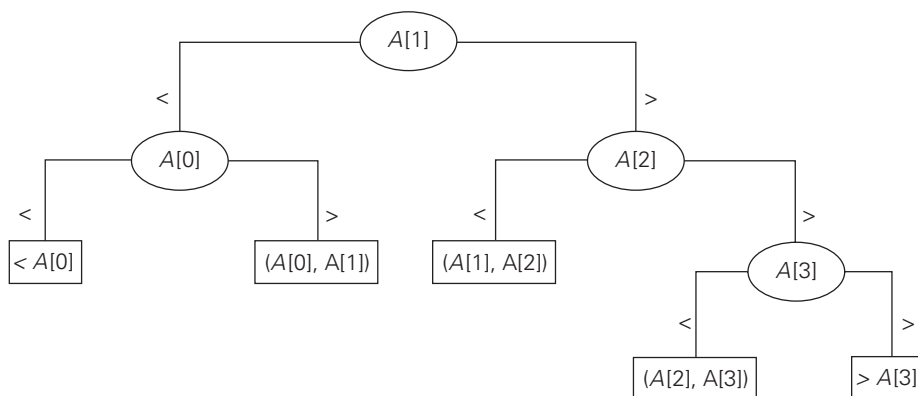 A[1]
< >
A[0] A[2]
< > < >
< A[0] (A[0], A[1]) (A[1], A[2]) A[3]
< >
(A[2], A[3]) > A[3]